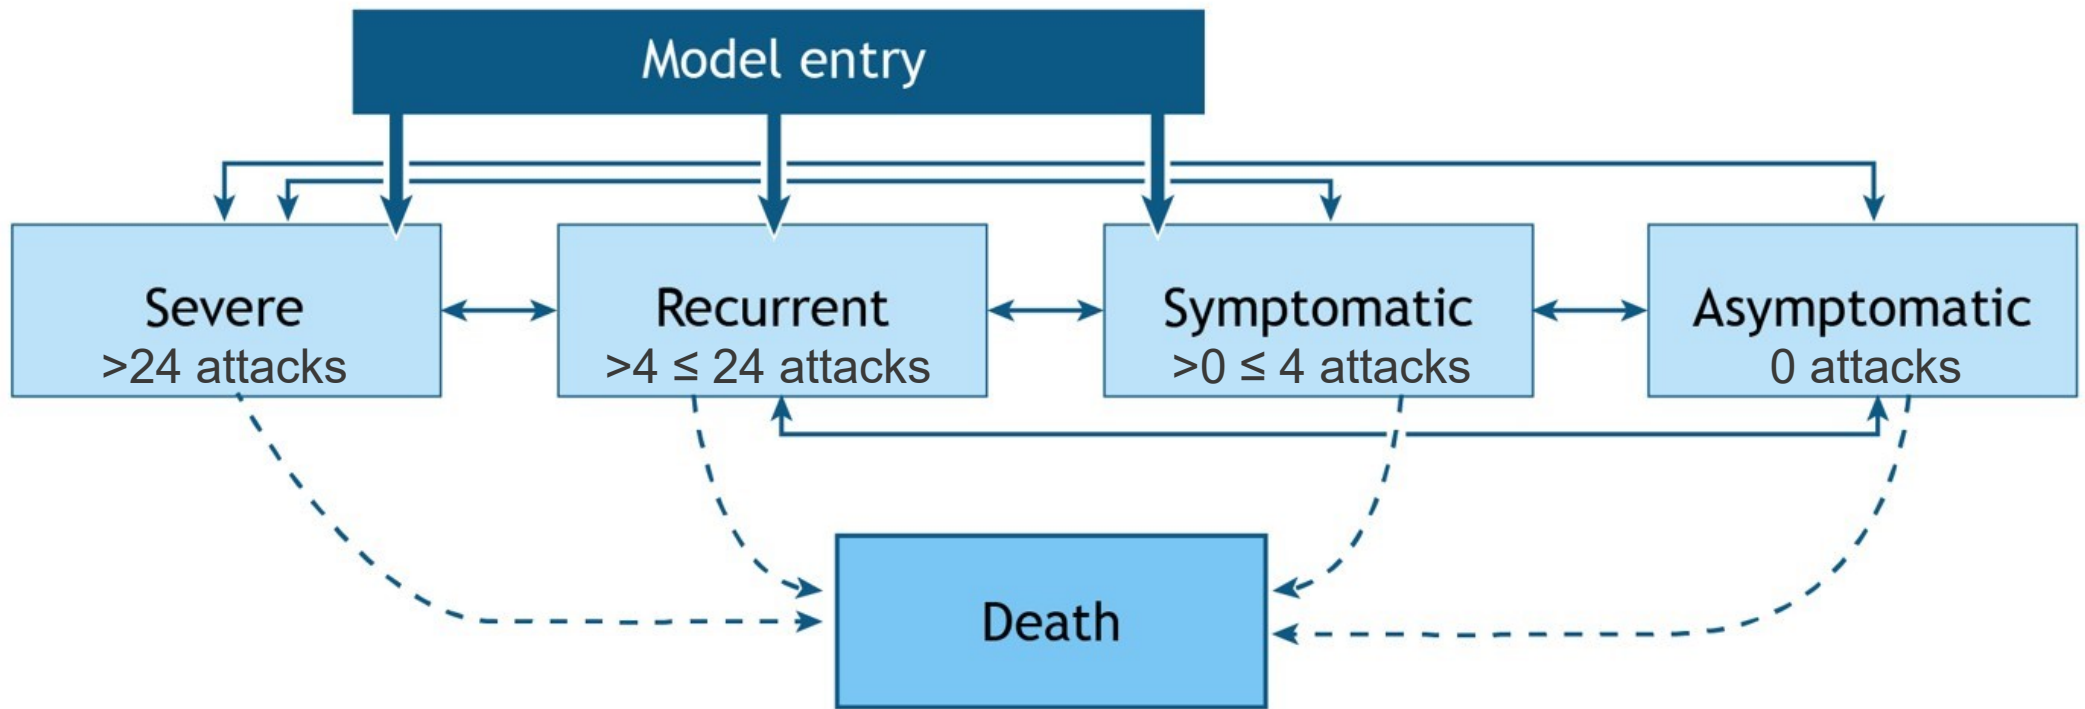 Model entry
Severe
>24 attacks
Recurrent
>4 ≤ 24 attacks
Symptomatic
>0 ≤ 4 attacks
Asymptomatic
0 attacks
Death